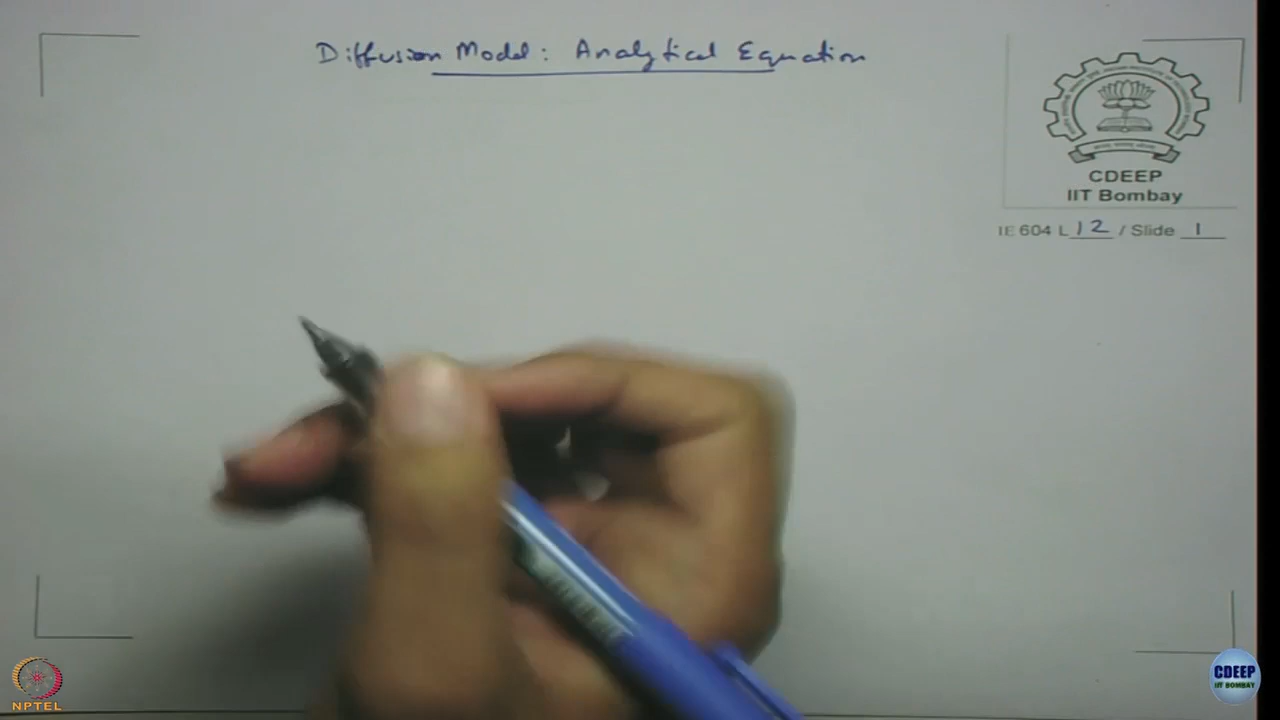 Diffusion Model: Analytical Equation
CDEEP
IIT Bombay
IE 604 L 12 / Slide 1
NPTEL
CDEEP
IIT BOMBAY